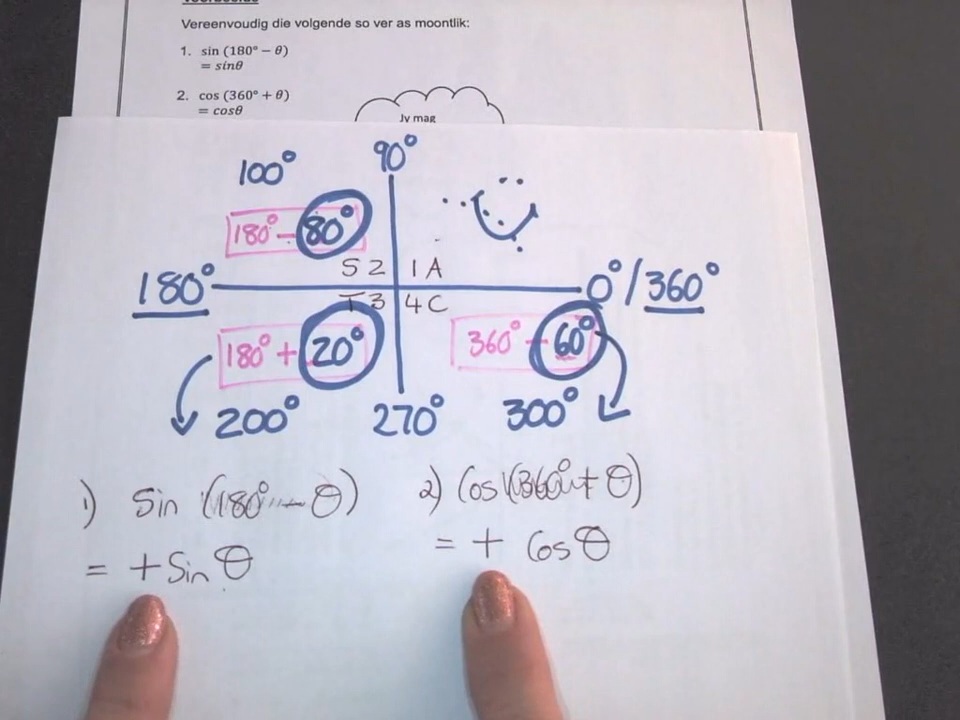 Vereenvoudig die volgende so ver as moontlik:
1. sin (180° − θ)
= sinθ
2. cos (360° + θ)
= cosθ
Jy mag
100° 90°
180° − 80°
S 2 1 A
180° 0°/360°
T 3 4 C
180° + 20° 360° − 60°
200° 270° 300°
1) Sin (180° − θ) 2) Cos (360° + θ)
= + Sin θ = + Cos θ